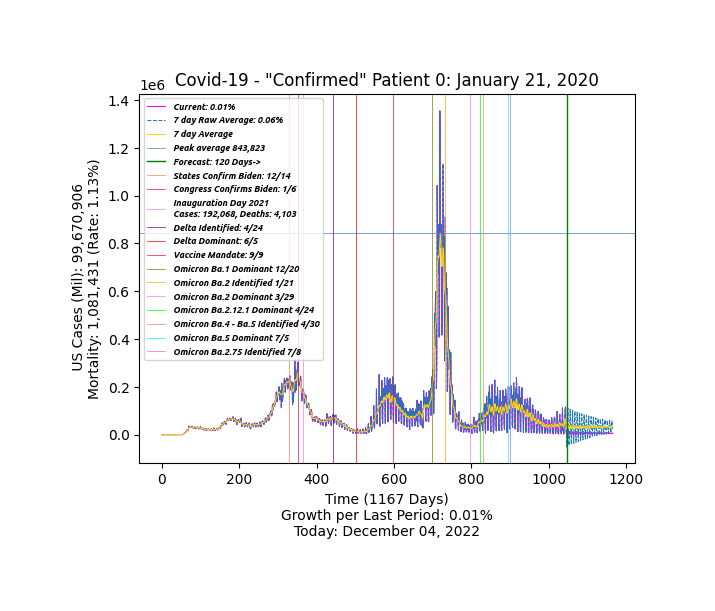 Covid-19 - "Confirmed" Patient 0: January 21, 2020
1e6
1.4
1.2
1.0
0.8
0.6
0.4
0.2
0.0
US Cases (Mil): 99,670,906
Mortality: 1,081,431 (Rate: 1.13%)
Current: 0.01%
7 day Raw Average: 0.06%
7 day Average
Peak average 843,823
Forecast: 120 Days->
States Confirm Biden: 12/14
Congress Confirms Biden: 1/6
Inauguration Day 2021
Cases: 192,068, Deaths: 4,103
Delta Identified: 4/24
Delta Dominant: 6/5
Vaccine Mandate: 9/9
Omicron Ba.1 Dominant 12/20
Omicron Ba.2 Identified 1/21
Omicron Ba.2 Dominant 3/29
Omicron Ba.2.12.1 Dominant 4/24
Omicron Ba.4 - Ba.5 Identified 4/30
Omicron Ba.5 Dominant 7/5
Omicron Ba.2.75 Identified 7/8
0 200 400 600 800 1000 1200
Time (1167 Days)
Growth per Last Period: 0.01%
Today: December 04, 2022